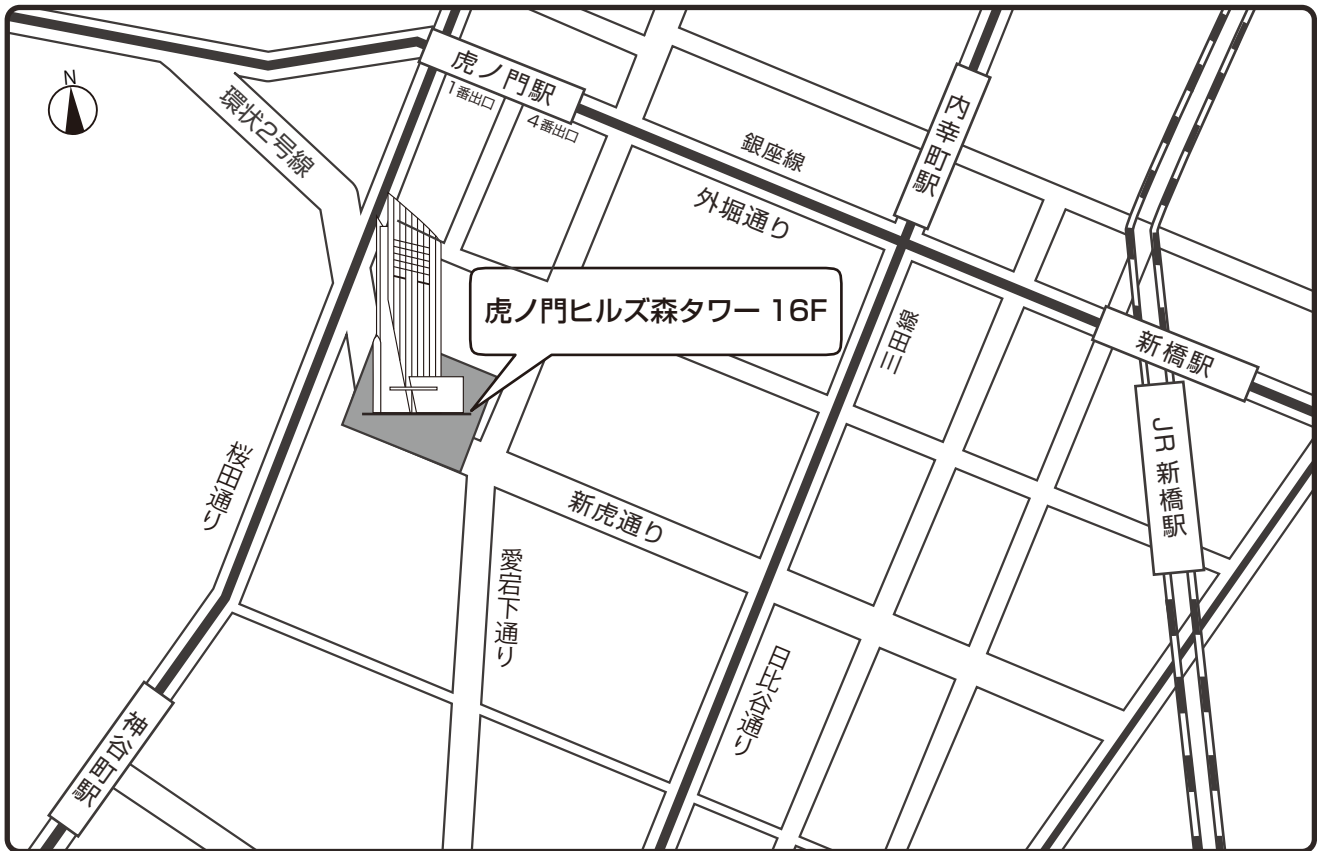 N
虎ノ門駅
1番出口
4番出口
環状2号線
内幸町駅
銀座線
外堀通り
虎ノ門ヒルズ森タワー 16F
三田線
新橋駅
JR 新橋駅
桜田通り
新虎通り
愛宕下通り
日比谷通り
神谷町駅